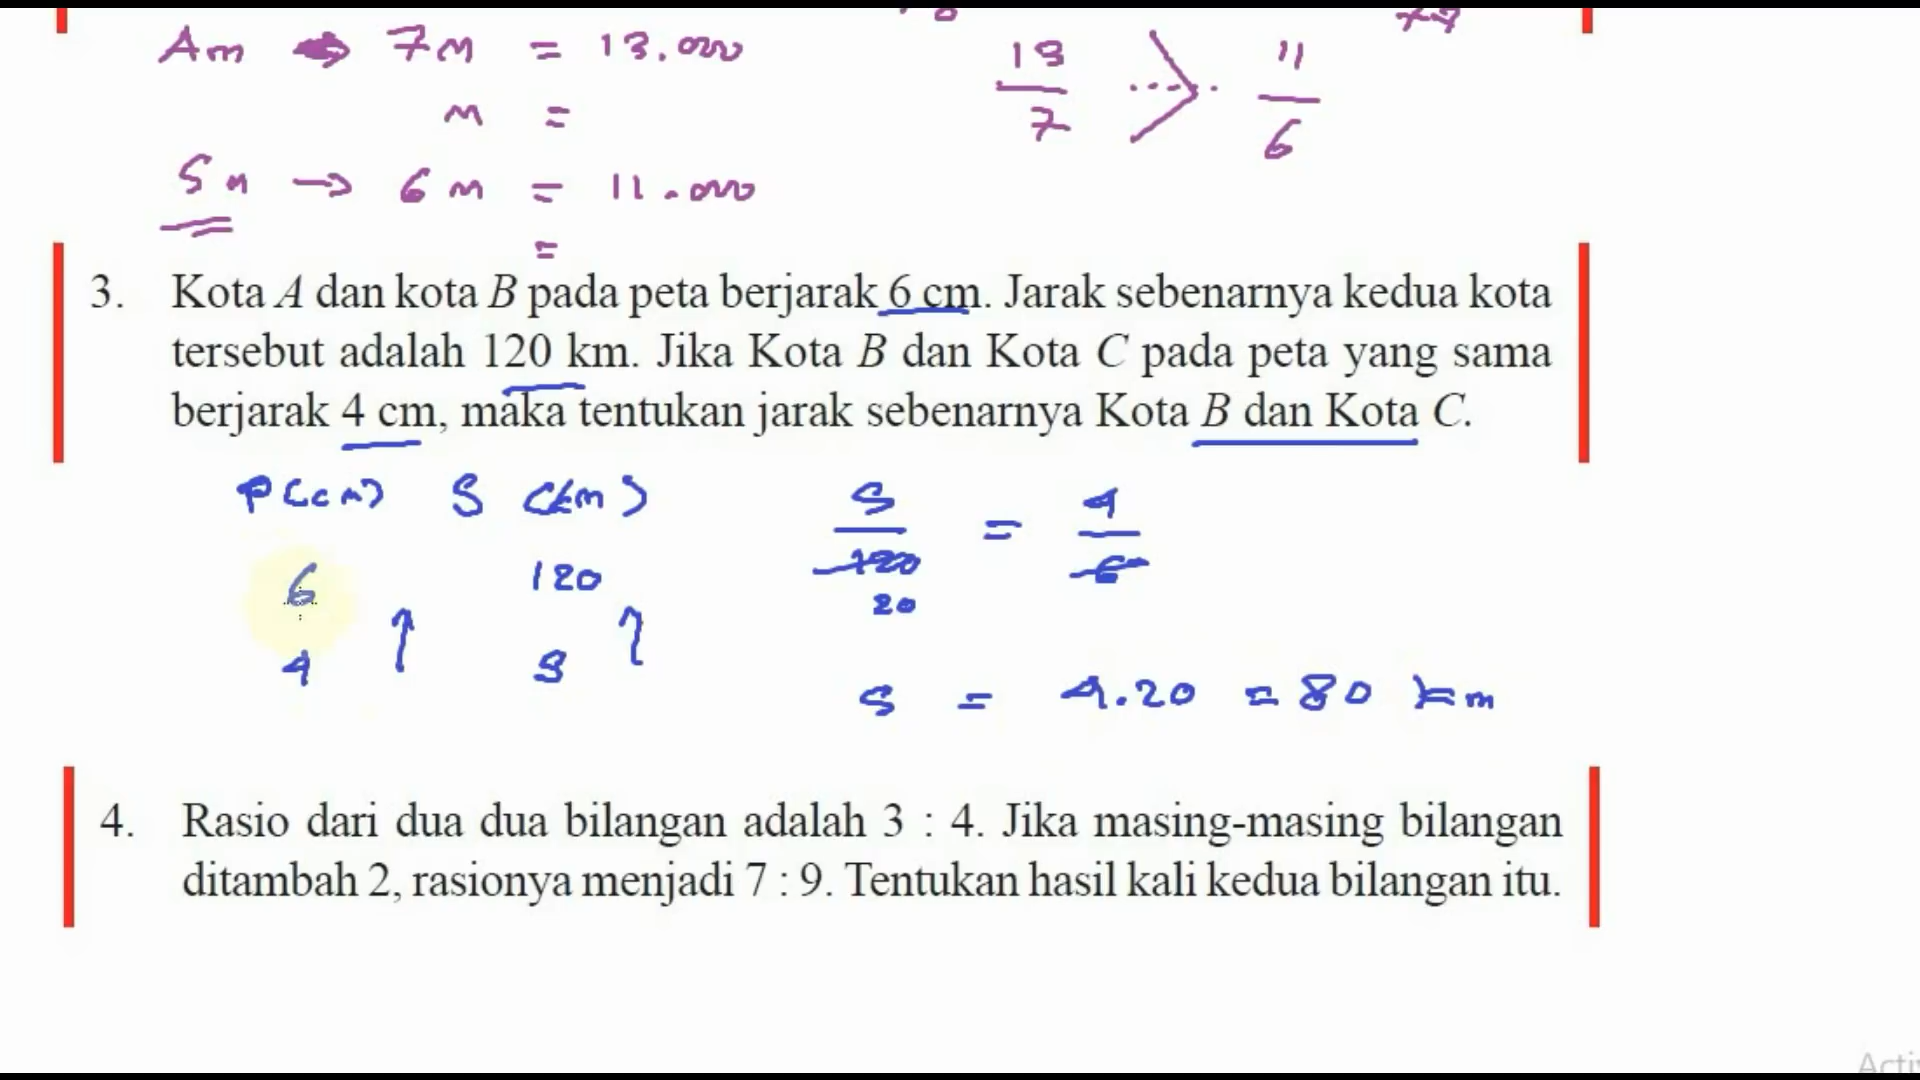 Am → 7m = 13.000
13/7 > 11/6
m =
Sm → 6m = 11.000
=
3. Kota A dan kota B pada peta berjarak 6 cm. Jarak sebenarnya kedua kota
tersebut adalah 120 km. Jika Kota B dan Kota C pada peta yang sama
berjarak 4 cm, maka tentukan jarak sebenarnya Kota B dan Kota C.
P (cm) S (km)
S/120 = 4/6
6 120
20
4 S
S = 4.20 = 80 km
4. Rasio dari dua dua bilangan adalah 3 : 4. Jika masing-masing bilangan
ditambah 2, rasionya menjadi 7 : 9. Tentukan hasil kali kedua bilangan itu.